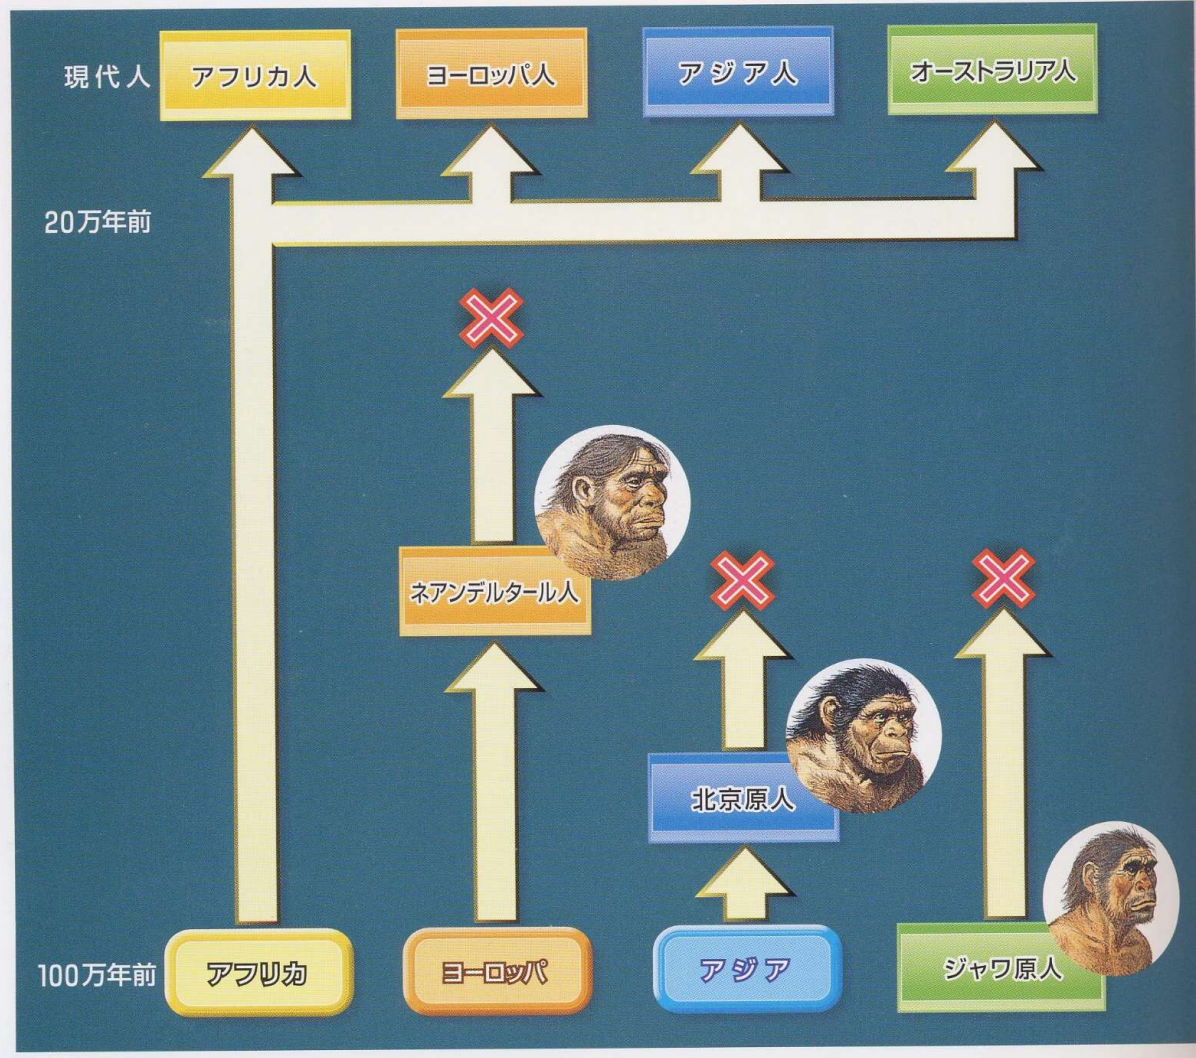 現代人
アフリカ人
ヨーロッパ人
アジア人
オーストラリア人
20万年前
ネアンデルタール人
北京原人
100万年前
アフリカ
ヨーロッパ
アジア
ジャワ原人